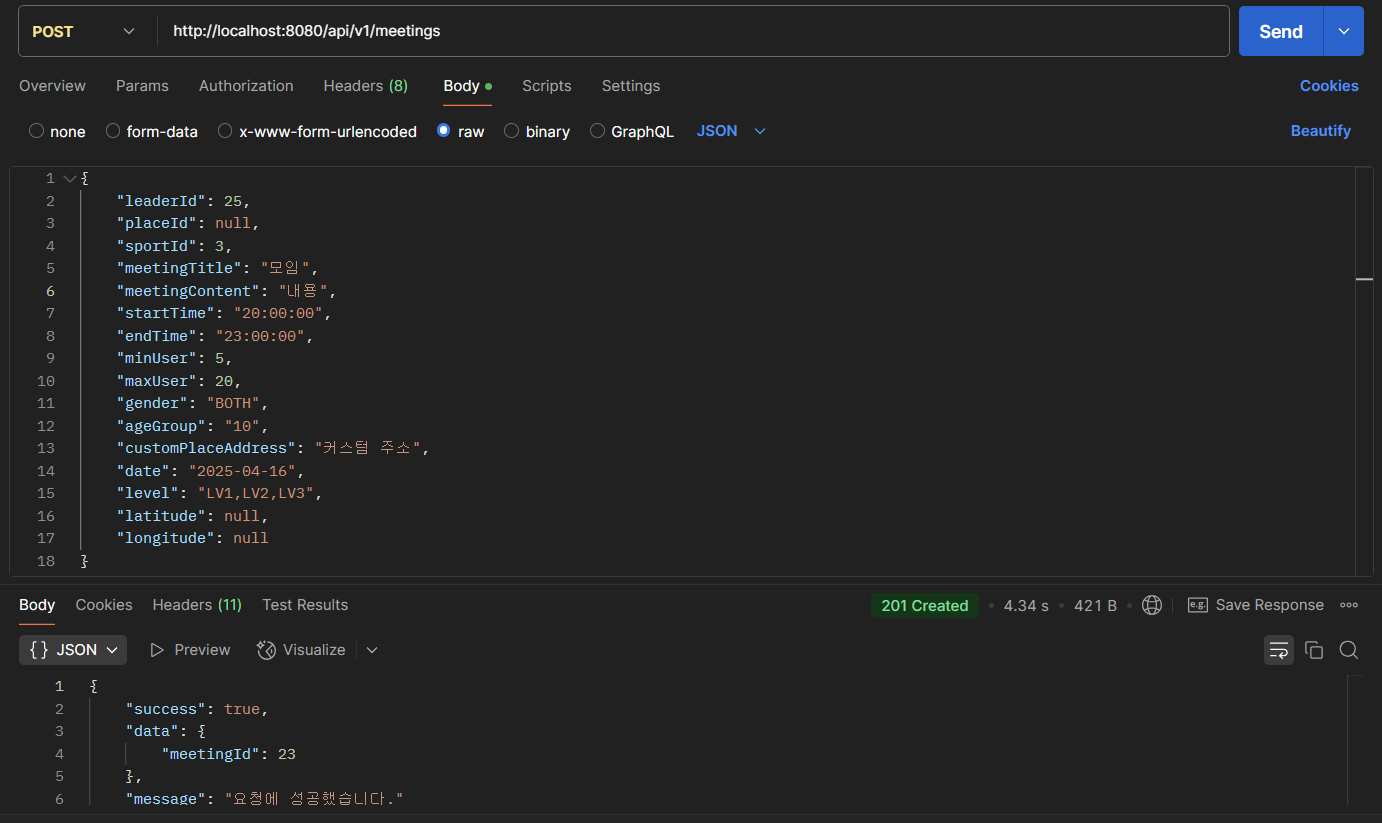 POST http://localhost:8080/api/v1/meetings Send
Overview Params Authorization Headers (8) Body Scripts Settings Cookies
none form-data x-www-form-urlencoded raw binary GraphQL JSON Beautify
1 {
2 "leaderId": 25,
3 "placeId": null,
4 "sportId": 3,
5 "meetingTitle": "모임",
6 "meetingContent": "내용",
7 "startTime": "20:00:00",
8 "endTime": "23:00:00",
9 "minUser": 5,
10 "maxUser": 20,
11 "gender": "BOTH",
12 "ageGroup": "10",
13 "customPlaceAddress": "커스텀 주소",
14 "date": "2025-04-16",
15 "level": "LV1,LV2,LV3",
16 "latitude": null,
17 "longitude": null
18 }
Body Cookies Headers (11) Test Results 201 Created 4.34 s 421 B e.g. Save Response
{} JSON Preview Visualize
1 {
2 "success": true,
3 "data": {
4 "meetingId": 23
5 },
6 "message": "요청에 성공했습니다."